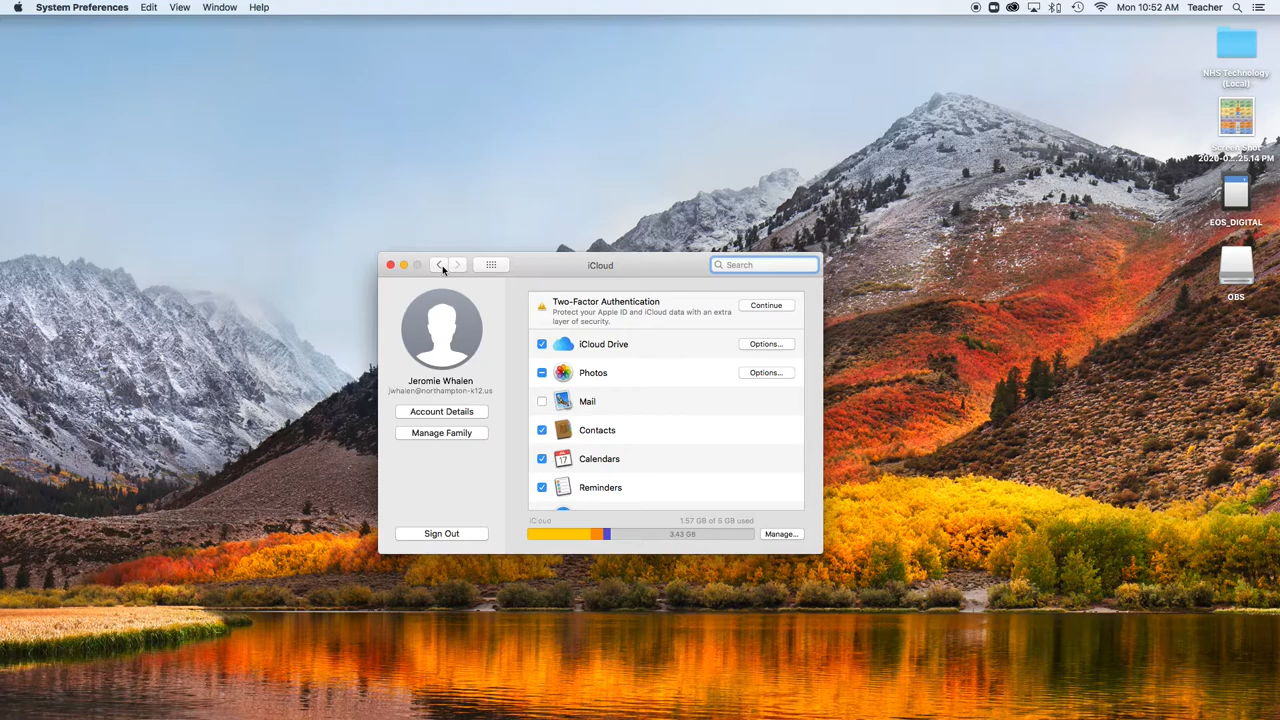 System Preferences Edit View Window Help
Mon 10:52 AM Teacher
NHS Technology
(Local)
Screen Shot
2020-0....25.14 PM
EOS_DIGITAL
OBS
iCloud
Search
Jeromie Whalen
jwhalen@northampton-k12.us
Account Details
Manage Family
Sign Out
Two-Factor Authentication
Protect your Apple ID and iCloud data with an extra
layer of security.
Continue
iCloud Drive
Options...
Photos
Options...
Mail
17
Contacts
Calendars
Reminders
iCloud
1.57 GB of 5 GB used
3.43 GB
Manage...